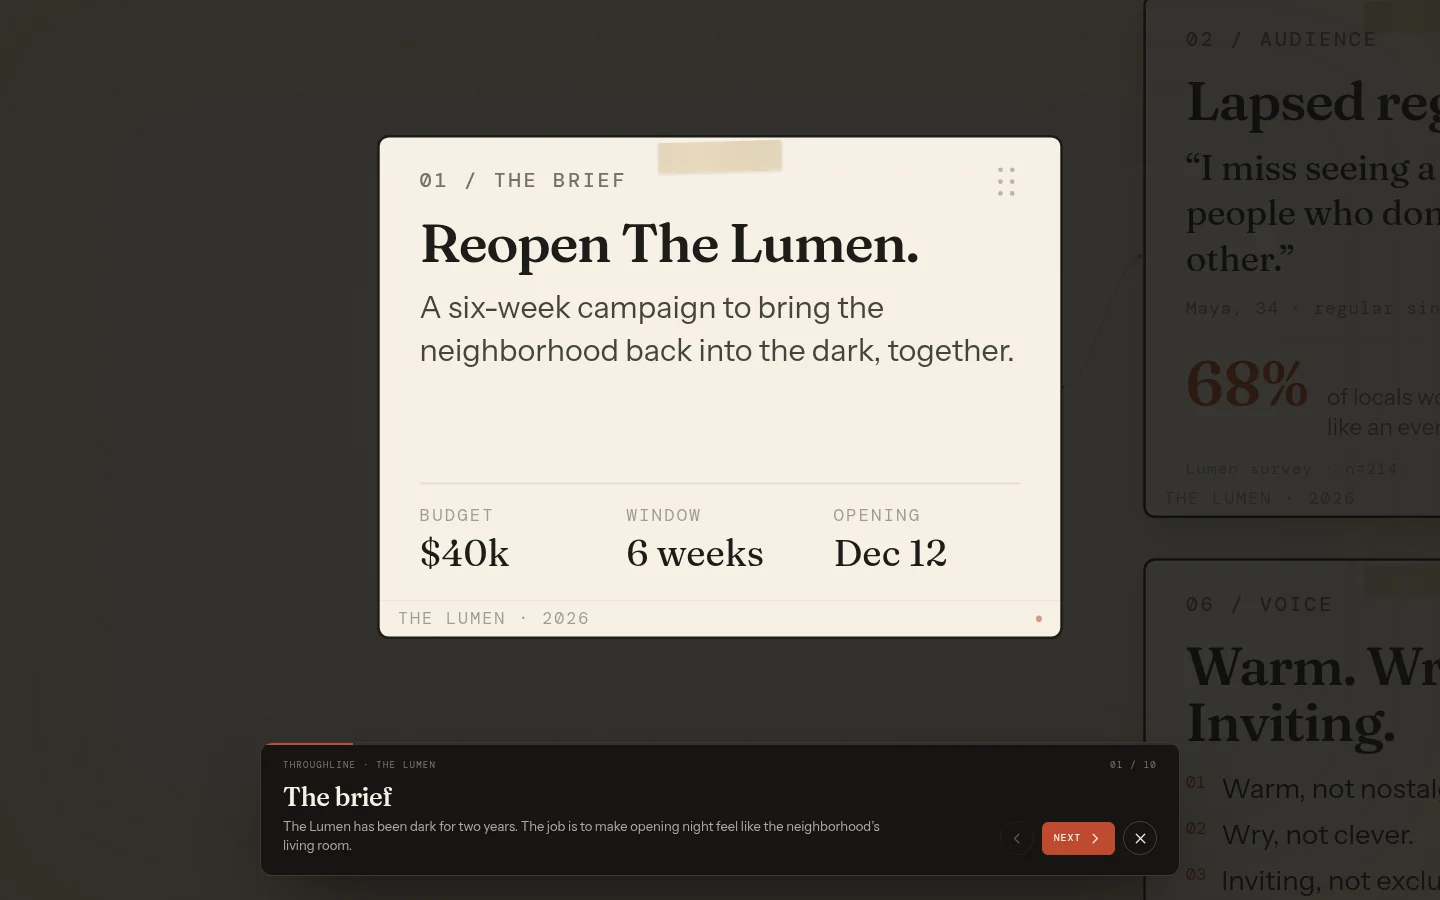 01 / THE BRIEF
Reopen The Lumen.
A six-week campaign to bring the
neighborhood back into the dark, together.
BUDGET
$40k
WINDOW
6 weeks
OPENING
Dec 12
THE LUMEN · 2026
02 / AUDIENCE
Lapsed reg
“I miss seeing a
people who don
other.”
Maya, 34 · regular sin
68%
of locals wo
like an ever
Lumen survey · n=214
THE LUMEN · 2026
06 / VOICE
Warm. Wr
Inviting.
01 Warm, not nostal
02 Wry, not clever.
03 Inviting, not exclu
THROUGHLINE · THE LUMEN
01 / 10
The brief
The Lumen has been dark for two years. The job is to make opening night feel like the neighborhood's
living room.
NEXT